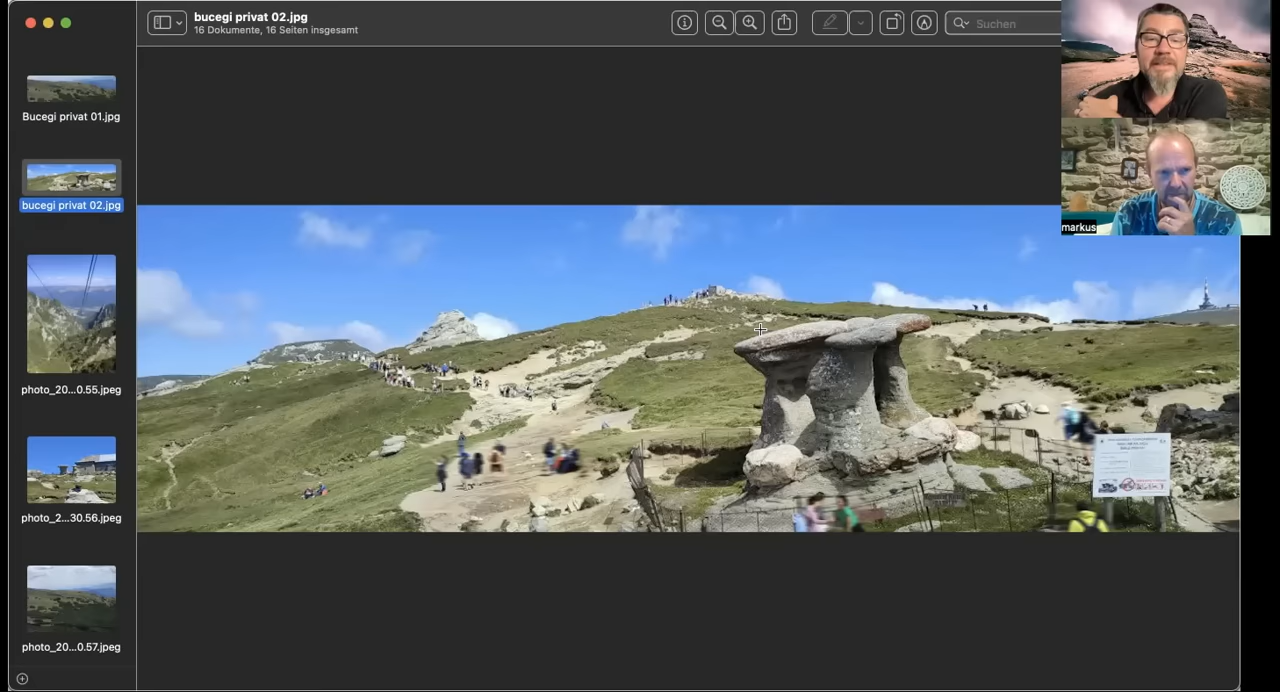 bucegi privat 02.jpg
16 Dokumente, 16 Seiten insgesamt
Suchen
Bucegi privat 01.jpg
bucegi privat 02.jpg
photo_20...0.55.jpeg
photo_2...30.56.jpeg
photo_20...0.57.jpeg
markus